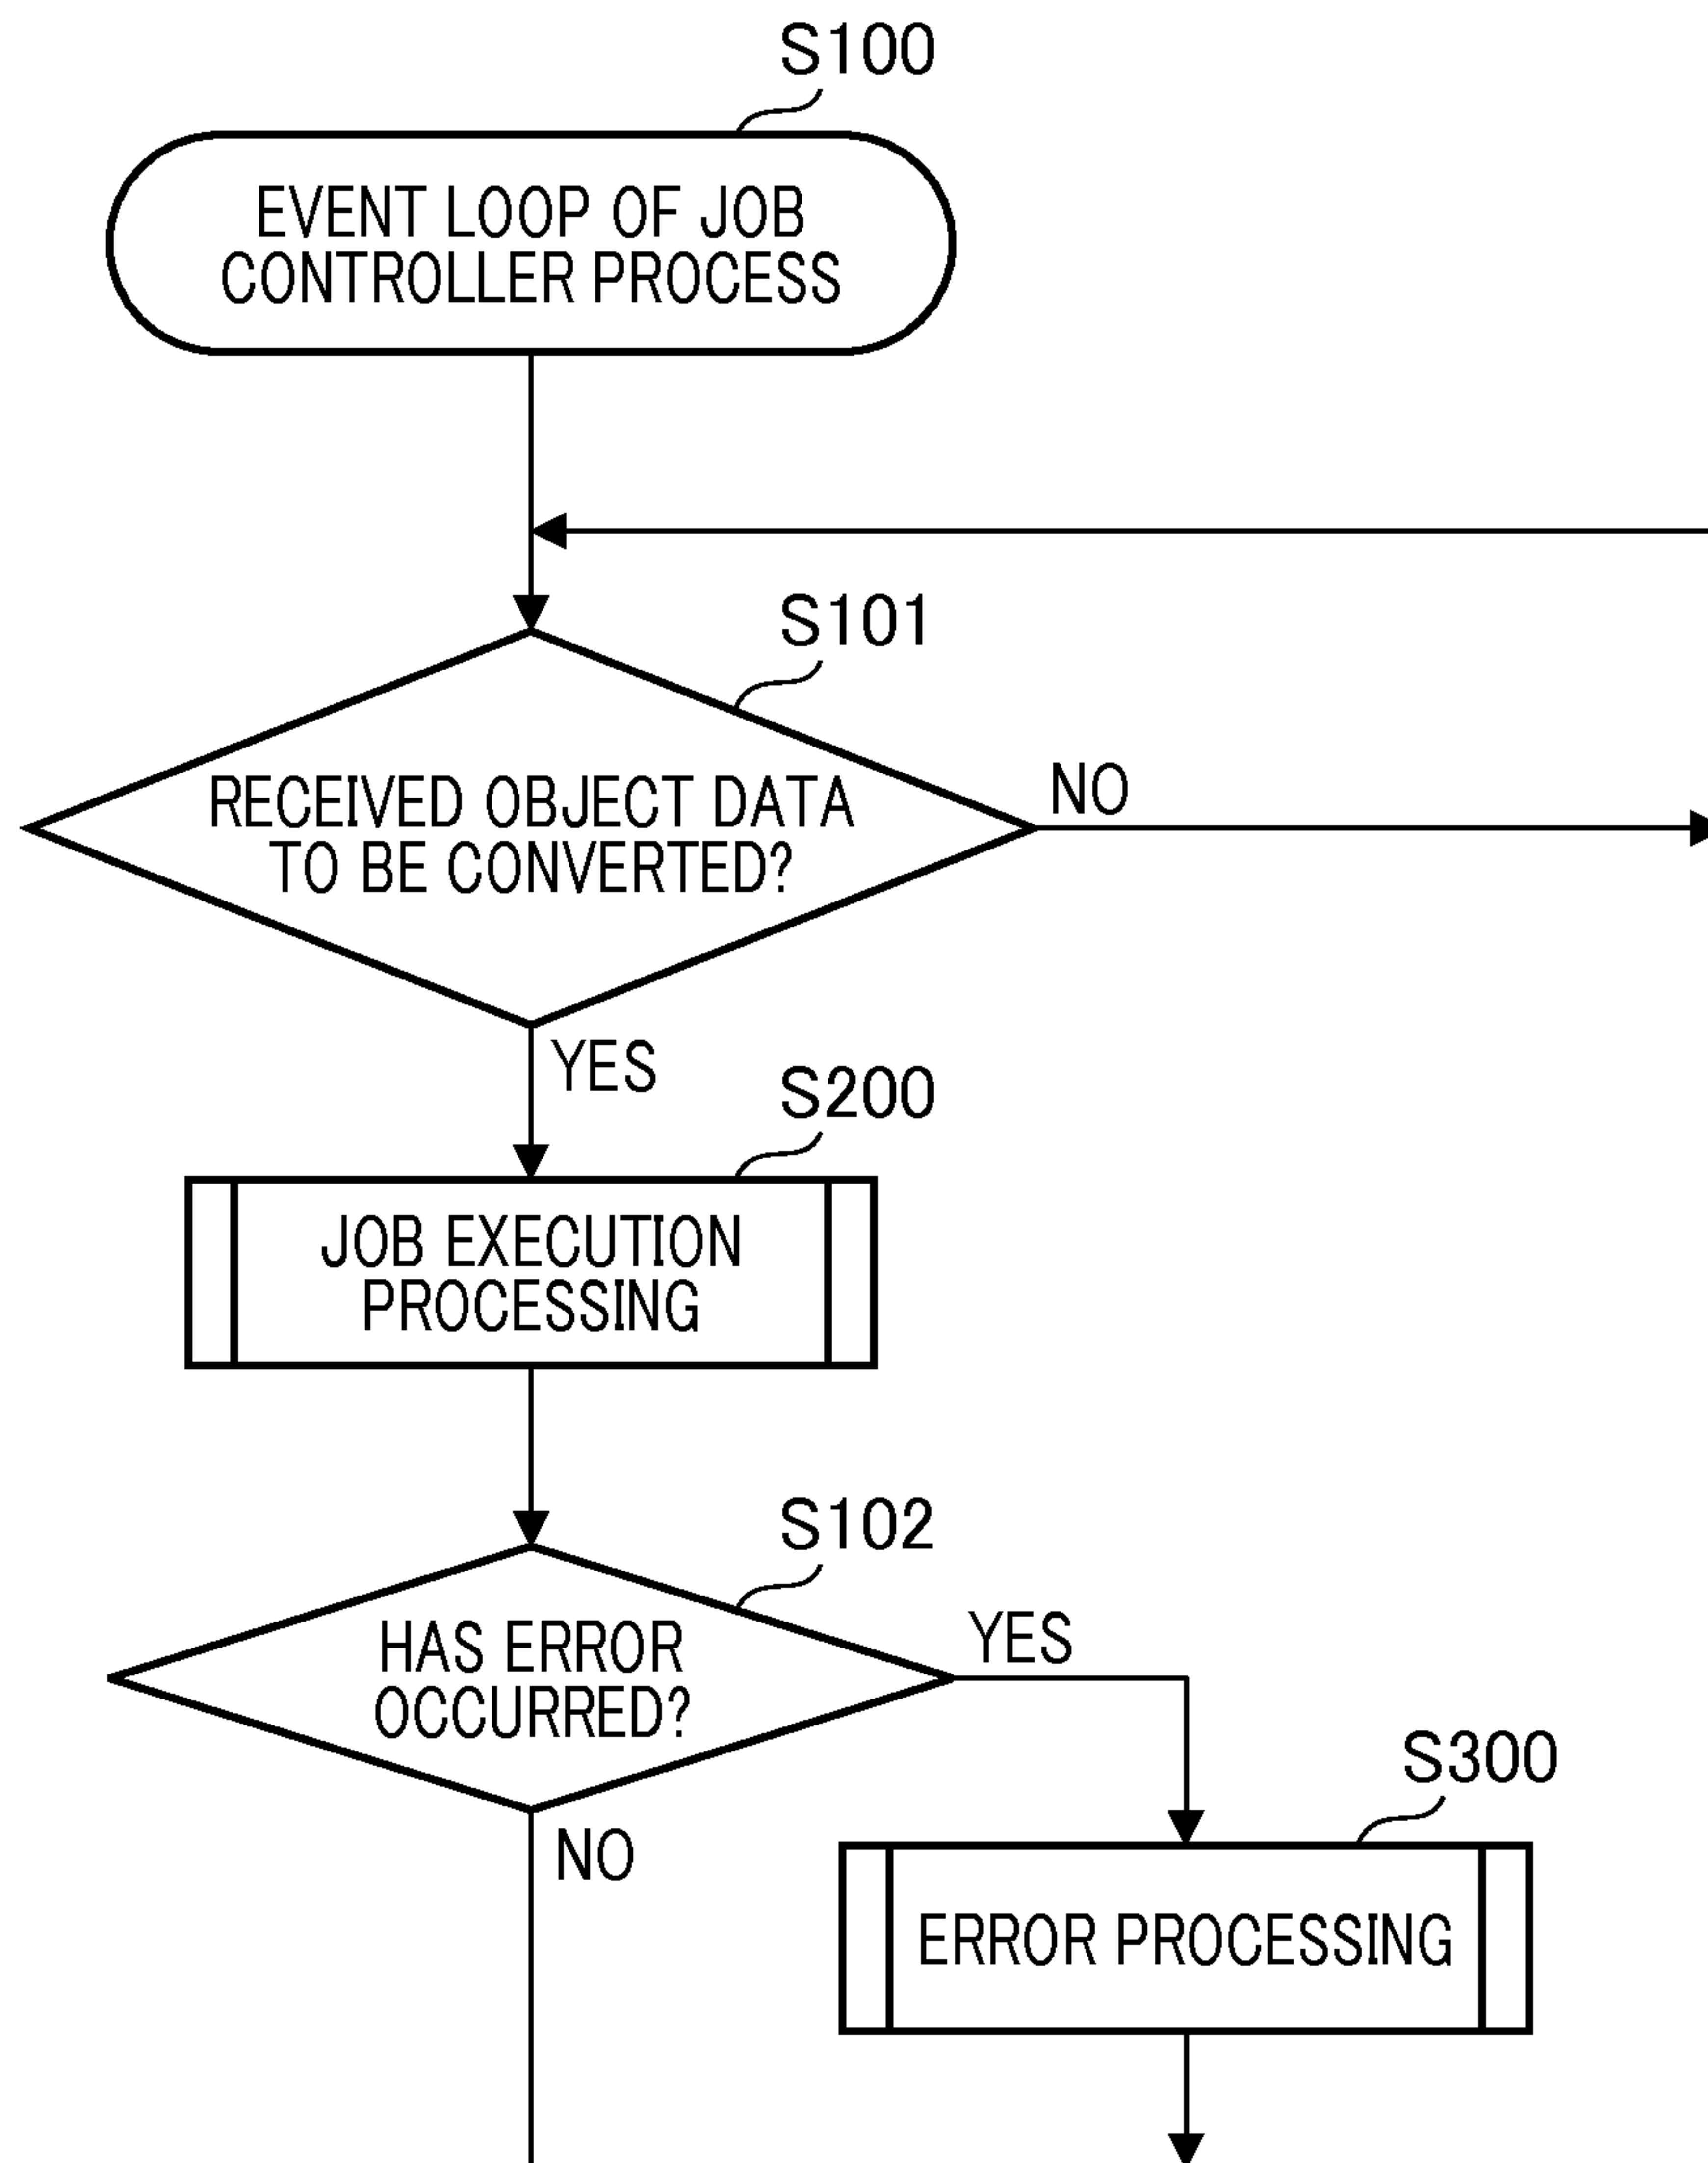 S100
EVENT LOOP OF JOB
CONTROLLER PROCESS
S101
RECEIVED OBJECT DATA
TO BE CONVERTED?
NO
YES
S200
JOB EXECUTION
PROCESSING
S102
HAS ERROR
OCCURRED?
YES
NO
S300
ERROR PROCESSING